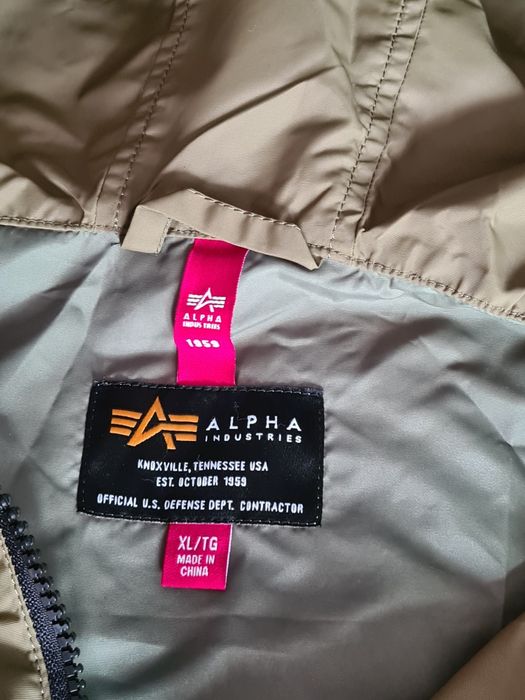 ALPHA
INDUSTRIES
1959
ALPHA
INDUSTRIES
KNOXVILLE, TENNESSEE USA
EST. OCTOBER 1959
OFFICIAL U.S. DEFENSE DEPT. CONTRACTOR
XL/TG
MADE IN
CHINA